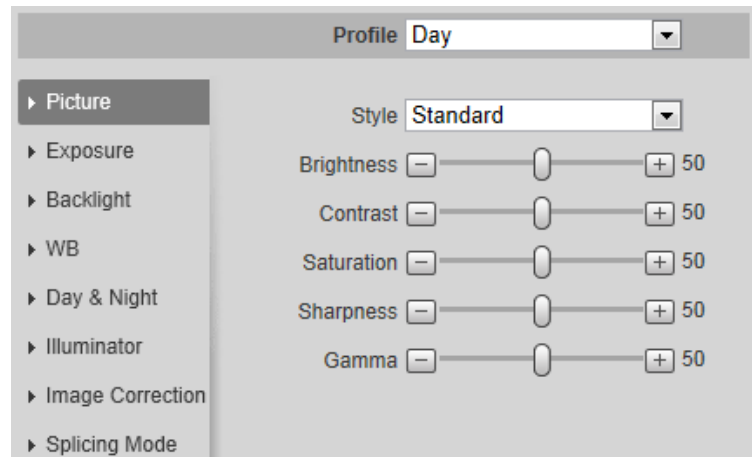 Profile Day
Picture
Exposure
Backlight
WB
Day & Night
Illuminator
Image Correction
Splicing Mode
Style Standard
Brightness 50
Contrast 50
Saturation 50
Sharpness 50
Gamma 50